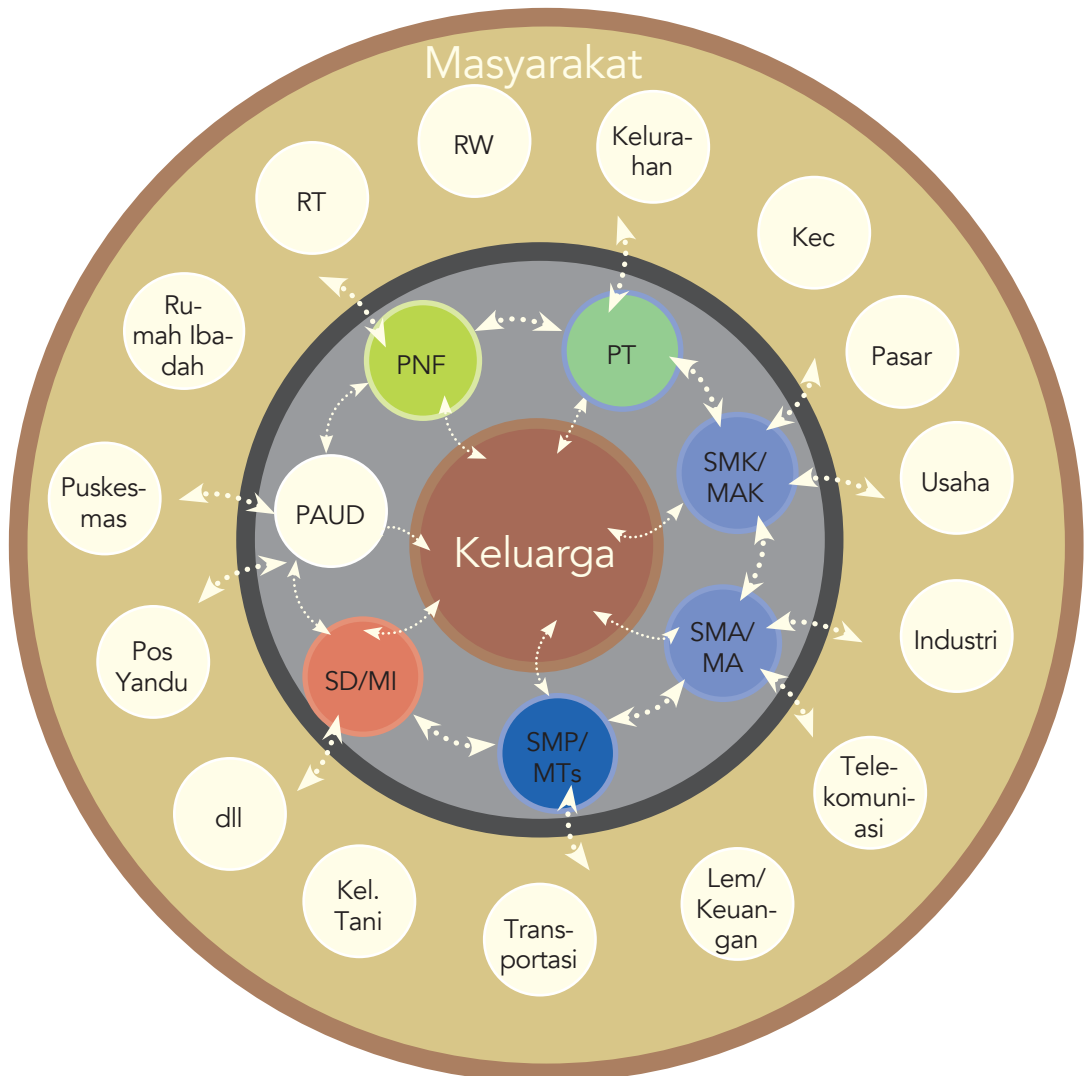 Masyarakat
RW
Kelura-
han
RT
Kec
Ru-
mah Iba-
dah
PNF
PT
Pasar
Puskes-
mas
PAUD
SMK/
MAK
Usaha
Keluarga
Pos
Yandu
SD/MI
SMA/
MA
Industri
SMP/
MTs
dll
Tele-
komuni-
asi
Kel.
Tani
Trans-
portasi
Lem/
Keuan-
gan